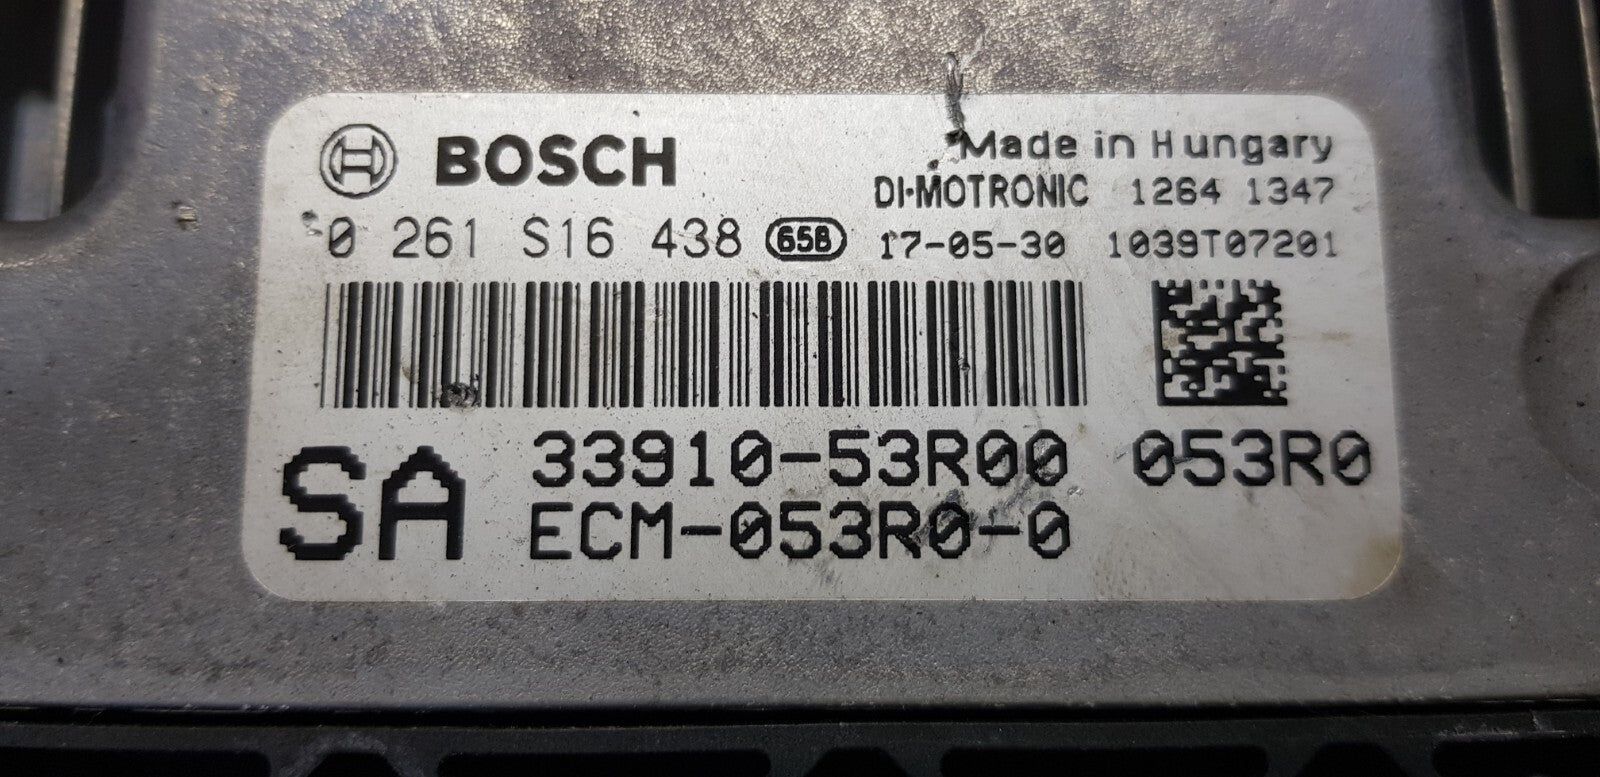 BOSCH Made in Hungary
DI-MOTRONIC 1264 1347
0 261 S16 438 65B 17-05-30 1039T07201
SA 33910-53R00 053R0
ECM-053R0-0